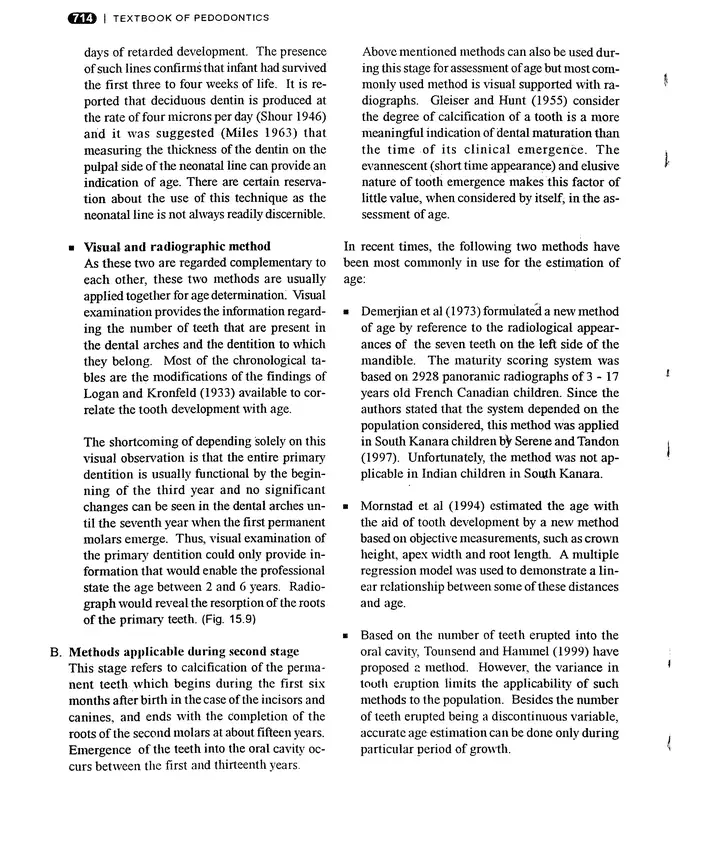 714 | TEXTBOOK OF PEDODONTICS
days of retarded development. The presence
of such lines confirms that infant had survived
the first three to four weeks of life. It is re-
ported that deciduous dentin is produced at
the rate of four microns per day (Shour 1946)
and it was suggested (Miles 1963) that
measuring the thickness of the dentin on the
pulpal side of the neonatal line can provide an
indication of age. There are certain reserva-
tion about the use of this technique as the
neonatal line is not always readily discernible.
▪ Visual and radiographic method
As these two are regarded complementary to
each other, these two methods are usually
applied together for age determination. Visual
examination provides the information regard-
ing the number of teeth that are present in
the dental arches and the dentition to which
they belong. Most of the chronological ta-
bles are the modifications of the findings of
Logan and Kronfeld (1933) available to cor-
relate the tooth development with age.
The shortcoming of depending solely on this
visual observation is that the entire primary
dentition is usually functional by the begin-
ning of the third year and no significant
changes can be seen in the dental arches un-
til the seventh year when the first permanent
molars emerge. Thus, visual examination of
the primary dentition could only provide in-
formation that would enable the professional
state the age between 2 and 6 years. Radio-
graph would reveal the resorption of the roots
of the primary teeth. (Fig. 15.9)
B. Methods applicable during second stage
This stage refers to calcification of the perma-
nent teeth which begins during the first six
months after birth in the case of the incisors and
canines, and ends with the completion of the
roots of the second molars at about fifteen years.
Emergence of the teeth into the oral cavity oc-
curs between the first and thirteenth years.
Above mentioned methods can also be used dur-
ing this stage for assessment of age but most com-
monly used method is visual supported with ra-
diographs. Gleiser and Hunt (1955) consider
the degree of calcification of a tooth is a more
meaningful indication of dental maturation than
the time of its clinical emergence. The
evannescent (short time appearance) and elusive
nature of tooth emergence makes this factor of
little value, when considered by itself, in the as-
sessment of age.
In recent times, the following two methods have
been most commonly in use for the estimation of
age:
▪ Demerjian et al (1973) formulated a new method
of age by reference to the radiological appear-
ances of the seven teeth on the left side of the
mandible. The maturity scoring system was
based on 2928 panoramic radiographs of 3 - 17
years old French Canadian children. Since the
authors stated that the system depended on the
population considered, this method was applied
in South Kanara children by Serene and Tandon
(1997). Unfortunately, the method was not ap-
plicable in Indian children in South Kanara.
▪ Mornstad et al (1994) estimated the age with
the aid of tooth development by a new method
based on objective measurements, such as crown
height, apex width and root length. A multiple
regression model was used to demonstrate a lin-
ear relationship between some of these distances
and age.
▪ Based on the number of teeth erupted into the
oral cavity, Tounsend and Hammel (1999) have
proposed a method. However, the variance in
tooth eruption limits the applicability of such
methods to the population. Besides the number
of teeth erupted being a discontinuous variable,
accurate age estimation can be done only during
particular period of growth.